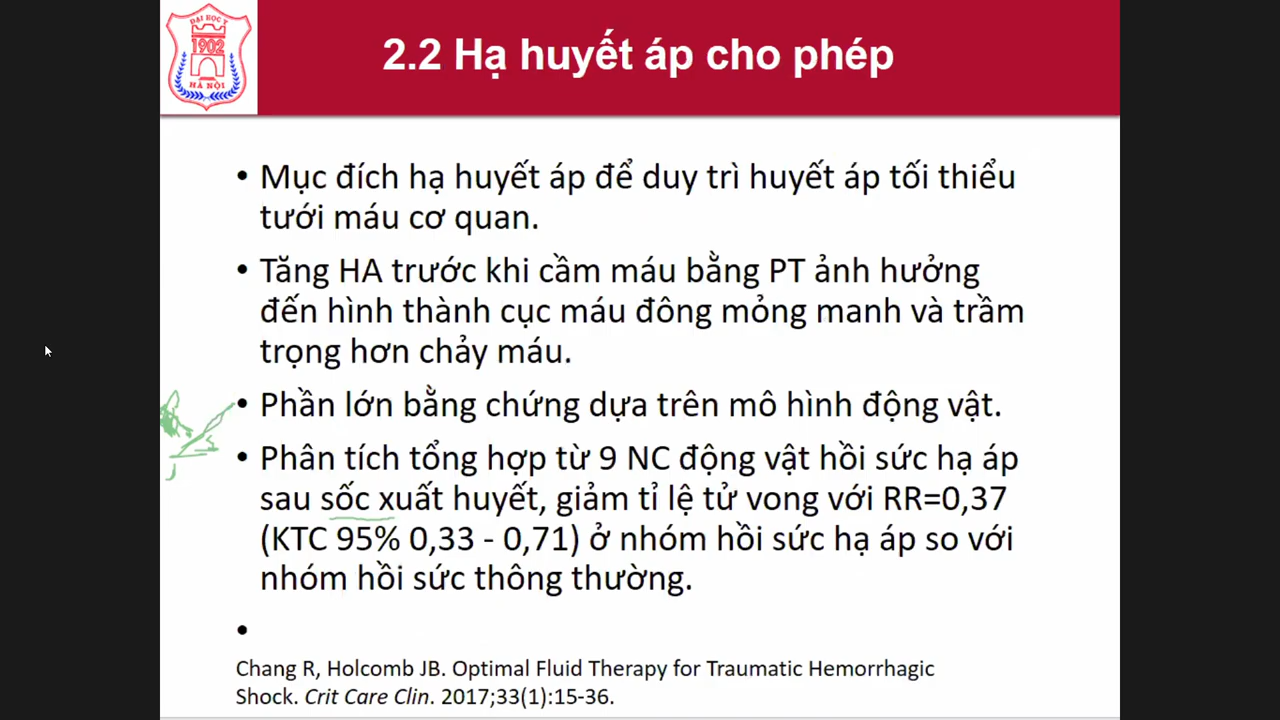 ĐẠI HỌC Y
1902
HÀ NỘI
2.2 Hạ huyết áp cho phép
• Mục đích hạ huyết áp để duy trì huyết áp tối thiểu
tưới máu cơ quan.
• Tăng HA trước khi cầm máu bằng PT ảnh hưởng
đến hình thành cục máu đông mỏng manh và trầm
trọng hơn chảy máu.
• Phần lớn bằng chứng dựa trên mô hình động vật.
• Phân tích tổng hợp từ 9 NC động vật hồi sức hạ áp
sau sốc xuất huyết, giảm tỉ lệ tử vong với RR=0,37
(KTC 95% 0,33 - 0,71) ở nhóm hồi sức hạ áp so với
nhóm hồi sức thông thường.
•
Chang R, Holcomb JB. Optimal Fluid Therapy for Traumatic Hemorrhagic
Shock. Crit Care Clin. 2017;33(1):15-36.